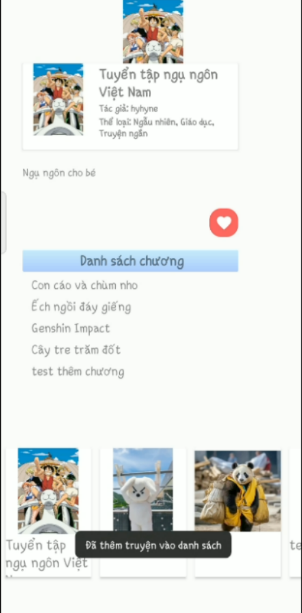 Tuyển tập ngụ ngôn
Việt Nam
Tác giả: hyhyne
Thể loại: Ngẫu nhiên, Giáo dục,
Truyện ngắn
Ngụ ngôn cho bé
Danh sách chương
Con cáo và chùm nho
Ếch ngồi đáy giếng
Genshin Impact
Cây tre trăm đốt
test thêm chương
Tuyển tập
ngụ ngôn Việt
Đã thêm truyện vào danh sách
te